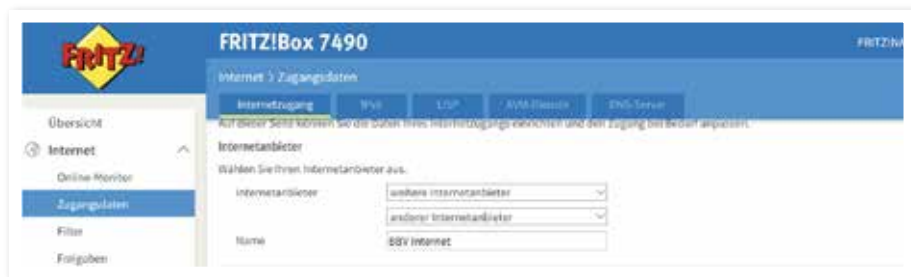 FRITZ!
FRITZ!Box 7490
FRITZ!NA
Internet > Zugangsdaten
Internetzugang IPv6 LISP AVM-Dienste DNS-Server
Auf dieser Seite können Sie die Daten Ihres Internetzugangs einrichten und den Zugang bei Bedarf anpassen.
Übersicht
Internet
Online-Monitor
Zugangsdaten
Filter
Freigaben
Internetanbieter
Wählen Sie Ihren Internetanbieter aus.
Internetanbieter weitere Internetanbieter
anderer Internetanbieter
Name BBV Internet